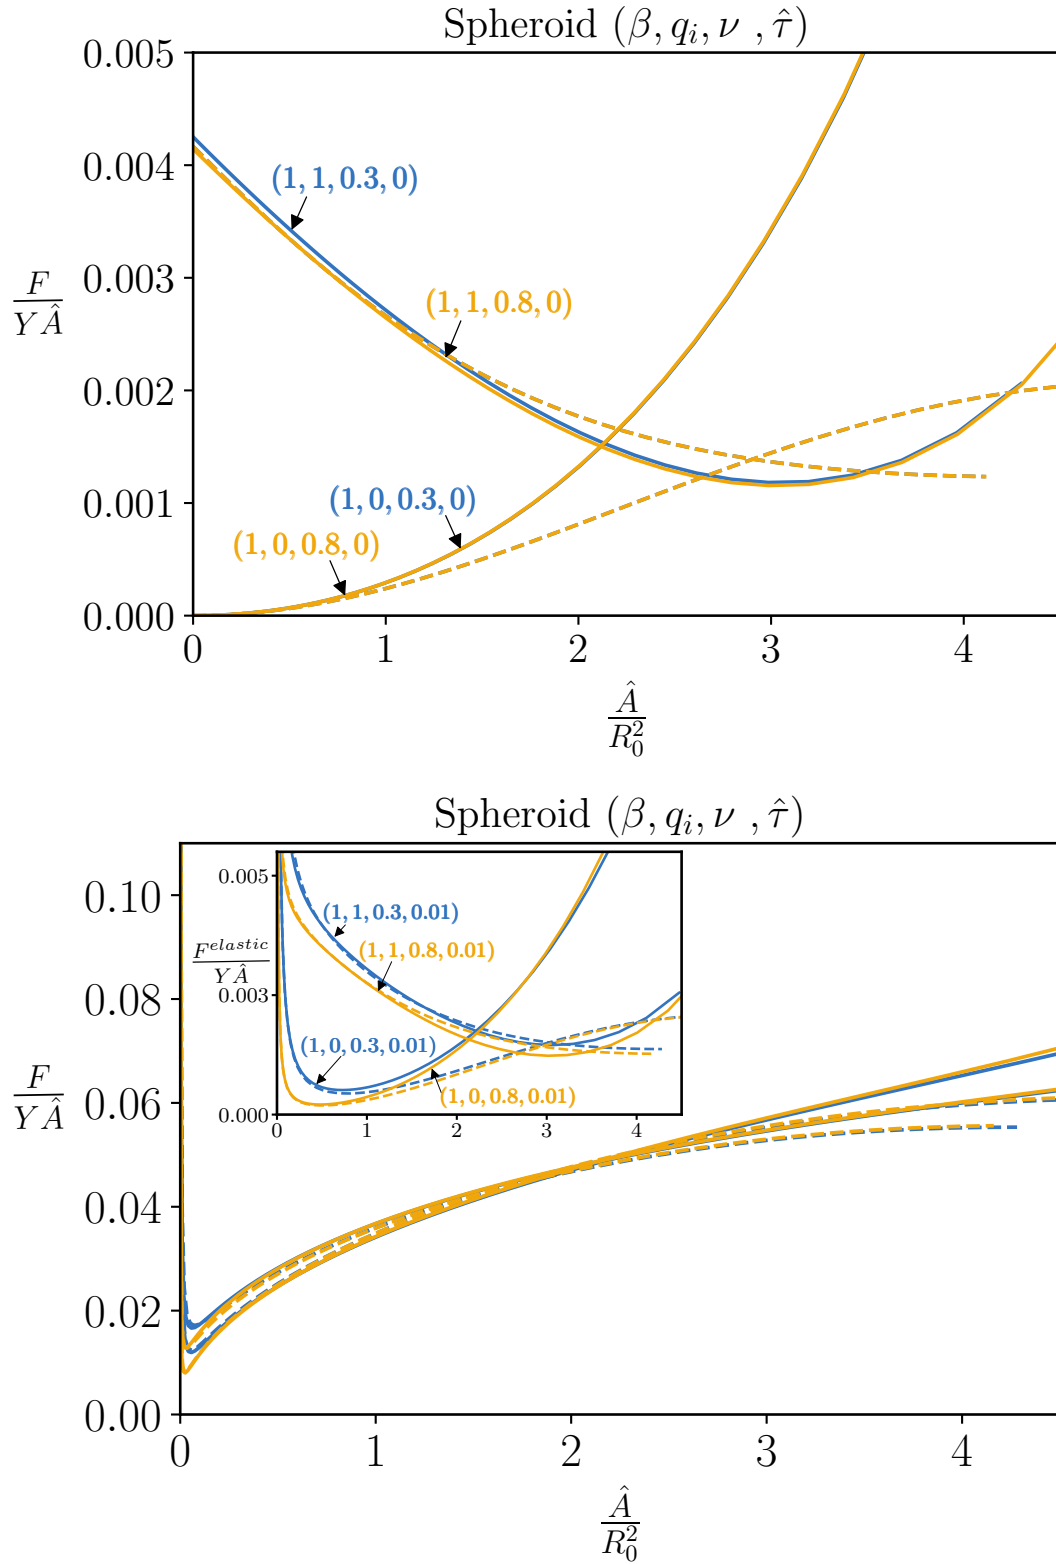 Spheroid (β, q_i, ν , τ̂)
0.005
0.004
(1, 1, 0.3, 0)
0.003
F/YÂ
(1, 1, 0.8, 0)
0.002
(1, 0, 0.3, 0)
0.001
(1, 0, 0.8, 0)
0.000
0 1 2 3 4
Â/R_0^2
Spheroid (β, q_i, ν , τ̂)
0.10
0.005
(1, 1, 0.3, 0.01)
F^{elastic}/YÂ
(1, 1, 0.8, 0.01)
0.08
0.003
(1, 0, 0.3, 0.01)
F/YÂ
(1, 0, 0.8, 0.01)
0.06
0.000
0 1 2 3 4
0.04
0.02
0.00
0 1 2 3 4
Â/R_0^2